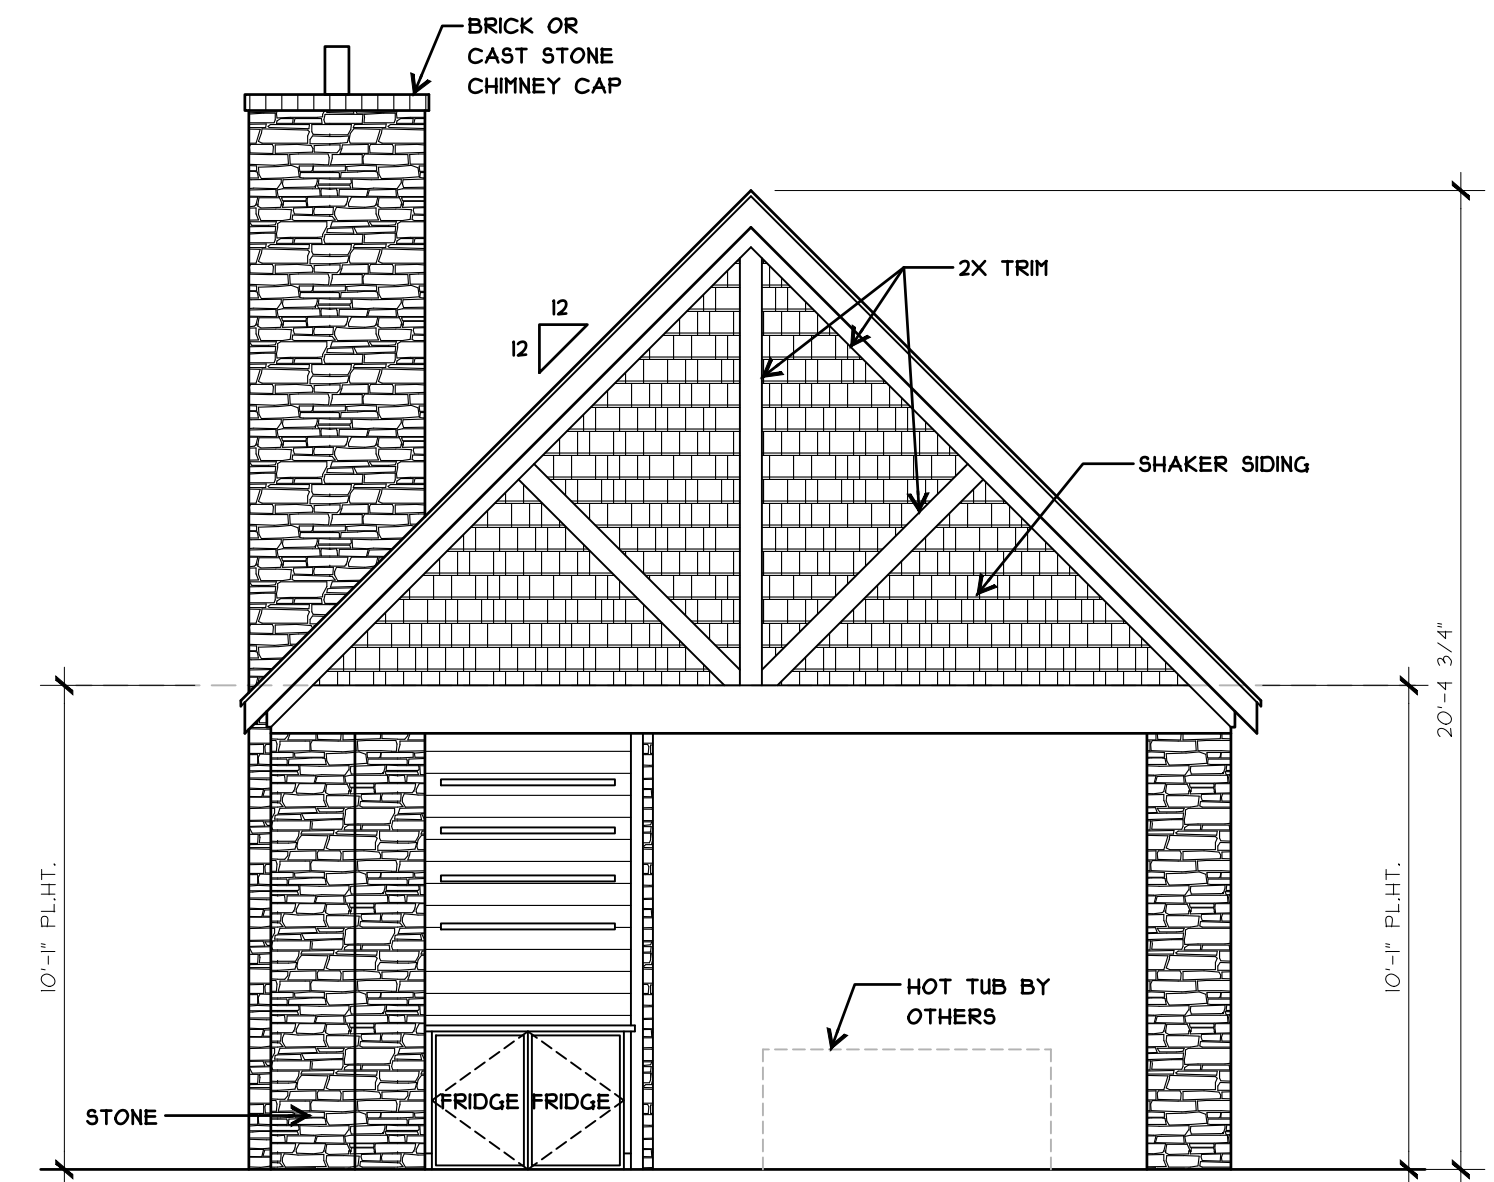 BRICK OR
CAST STONE
CHIMNEY CAP
2X TRIM
12
12
SHAKER SIDING
20'-4 3/4"
10'-1" PL.HT.
10'-1" PL.HT.
HOT TUB BY
OTHERS
FRIDGE FRIDGE
STONE